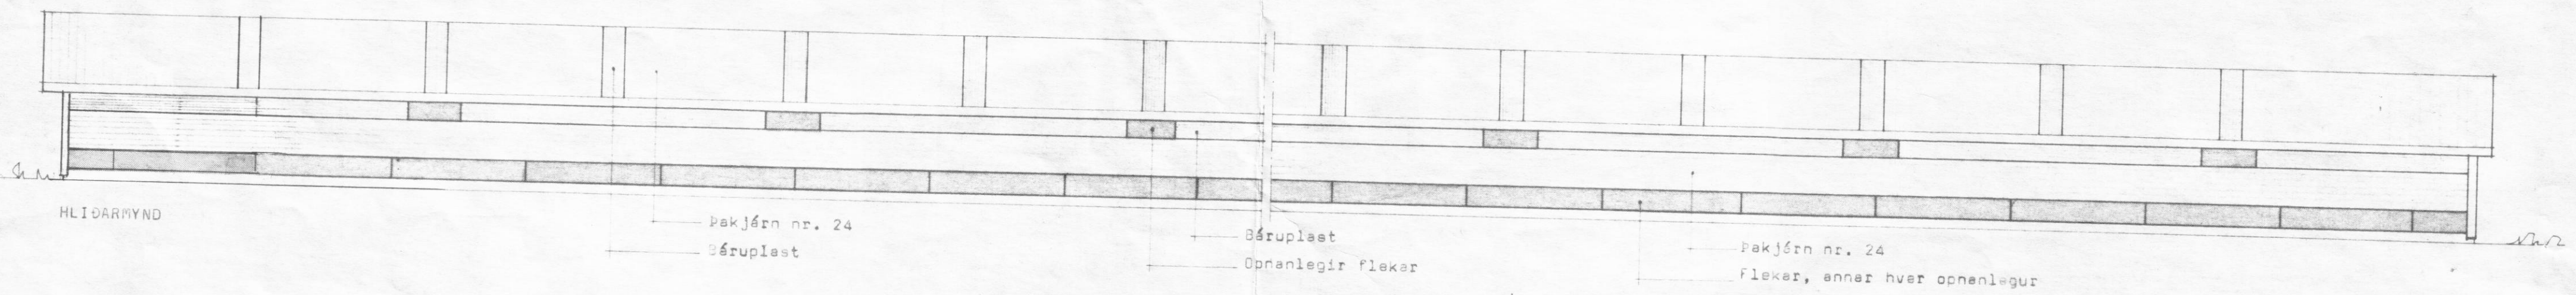 HLIÐARMYND
Þakjárn nr. 24
Báruplast
Báruplast
Opnanlegir flekar
Þakjárn nr. 24
Flekar, annar hver opnanlegur